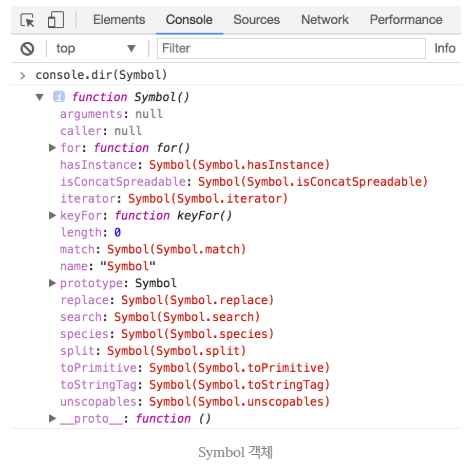 Elements Console Sources Network Performance
top ▼ Filter Info
> console.dir(Symbol)
▼ i function Symbol()
arguments: null
caller: null
▶ for: function for()
hasInstance: Symbol(Symbol.hasInstance)
isConcatSpreadable: Symbol(Symbol.isConcatSpreadable)
iterator: Symbol(Symbol.iterator)
▶ keyFor: function keyFor()
length: 0
match: Symbol(Symbol.match)
name: "Symbol"
▶ prototype: Symbol
replace: Symbol(Symbol.replace)
search: Symbol(Symbol.search)
species: Symbol(Symbol.species)
split: Symbol(Symbol.split)
toPrimitive: Symbol(Symbol.toPrimitive)
toStringTag: Symbol(Symbol.toStringTag)
unscopables: Symbol(Symbol.unscopables)
▶ __proto__: function ()
Symbol 객체